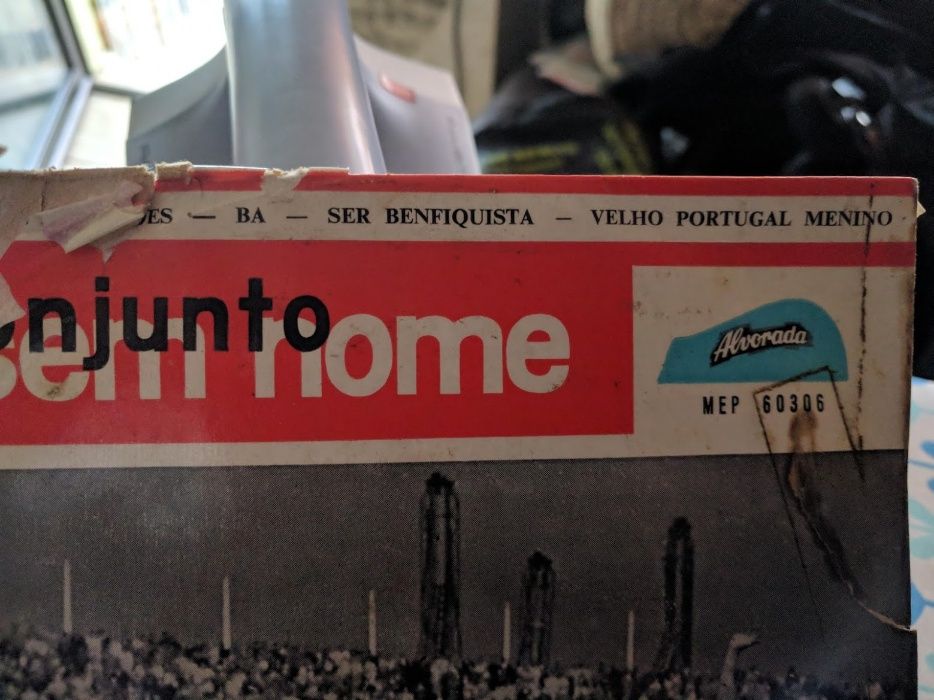 — BA — SER BENFIQUISTA — VELHO PORTUGAL MENINO
njunto
sem nome
Alvorada
MEP 60306